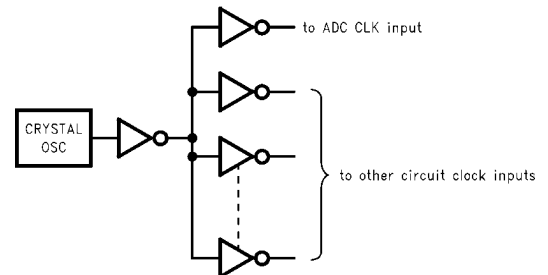 to ADC CLK input
CRYSTAL
OSC
to other circuit clock inputs